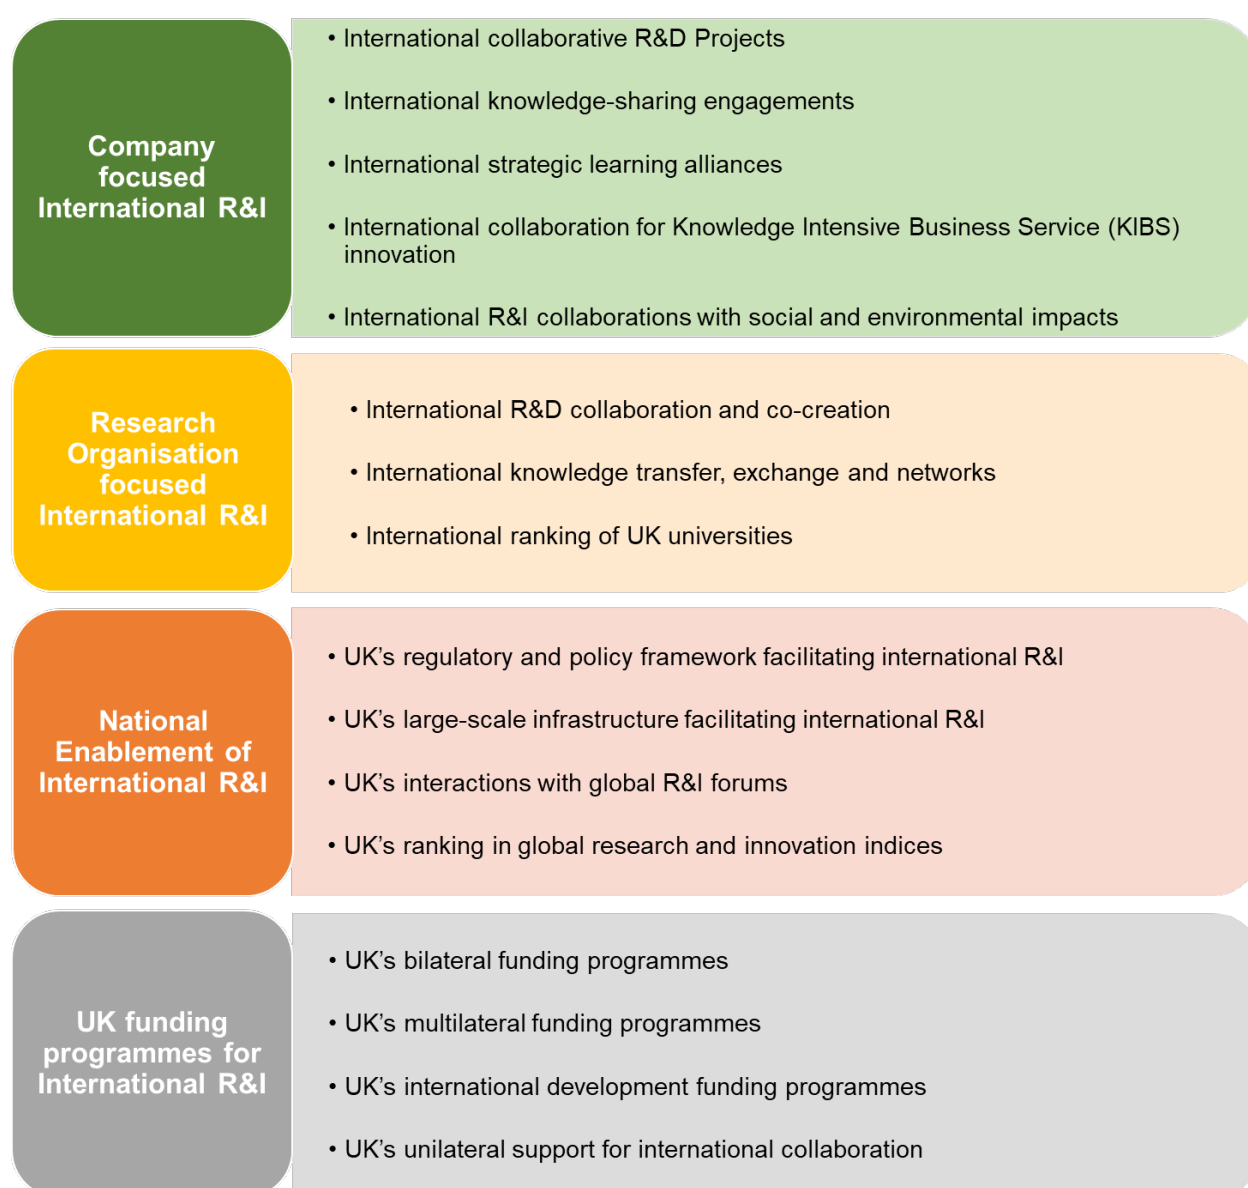 Company
focused
International R&I
• International collaborative R&D Projects
• International knowledge-sharing engagements
• International strategic learning alliances
• International collaboration for Knowledge Intensive Business Service (KIBS)
innovation
• International R&I collaborations with social and environmental impacts
Research
Organisation
focused
International R&I
• International R&D collaboration and co-creation
• International knowledge transfer, exchange and networks
• International ranking of UK universities
National
Enablement of
International R&I
• UK’s regulatory and policy framework facilitating international R&I
• UK’s large-scale infrastructure facilitating international R&I
• UK’s interactions with global R&I forums
• UK’s ranking in global research and innovation indices
UK funding
programmes for
International R&I
• UK’s bilateral funding programmes
• UK’s multilateral funding programmes
• UK’s international development funding programmes
• UK’s unilateral support for international collaboration